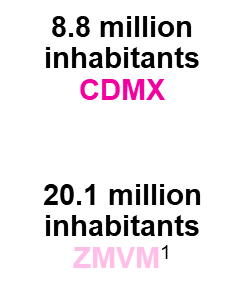 8.8 million
inhabitants
CDMX
20.1 million
inhabitants
ZMVM¹